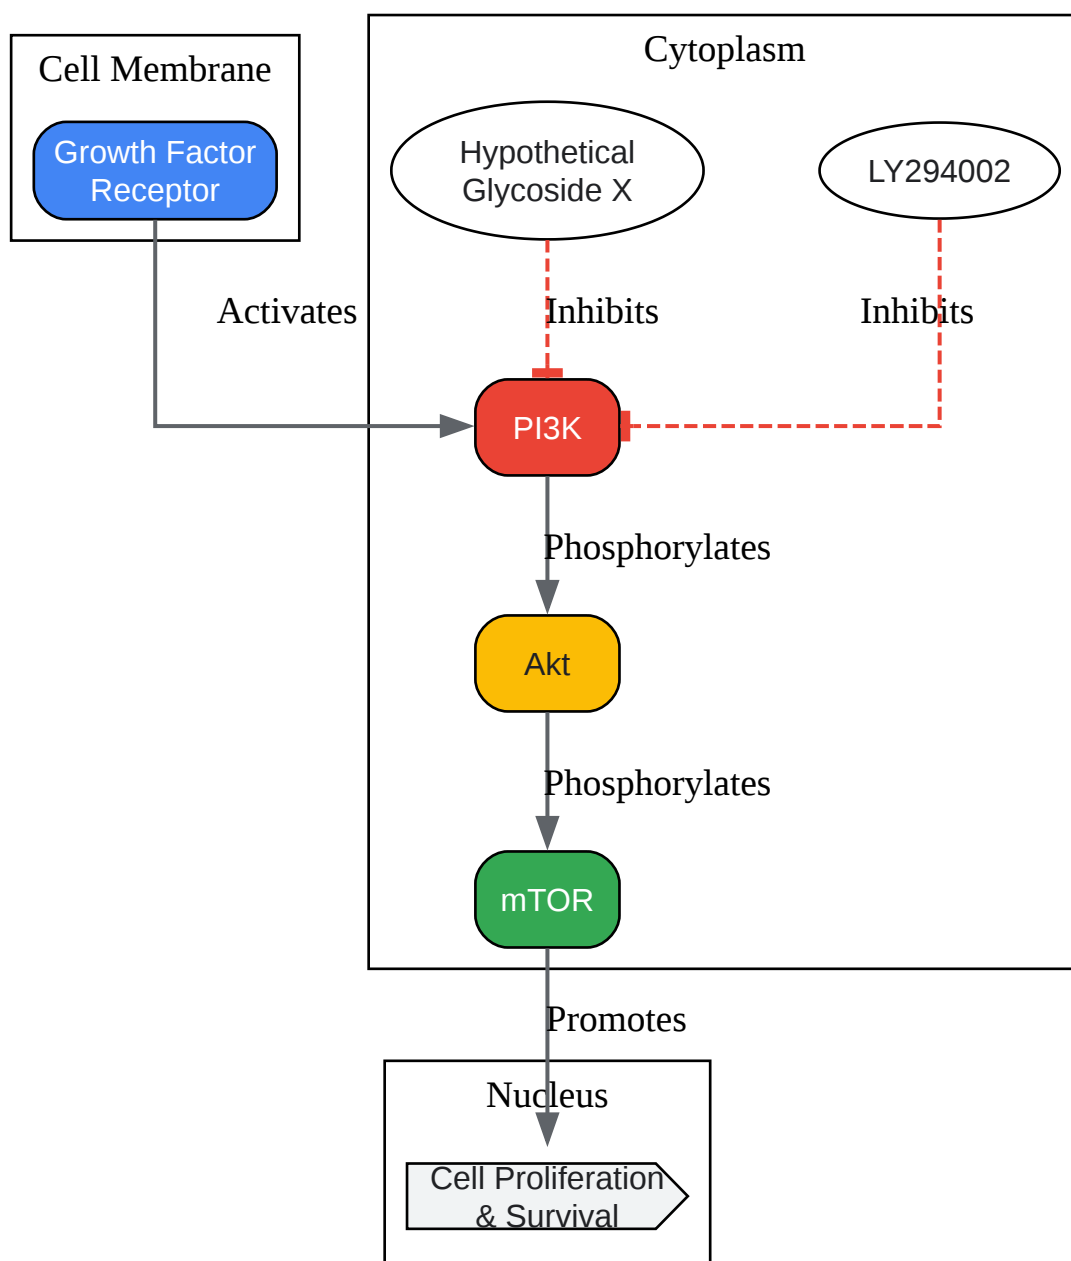 Cell Membrane
Growth Factor
Receptor
Cytoplasm
Hypothetical
Glycoside X
LY294002
Activates
Inhibits
Inhibits
PI3K
Phosphorylates
Akt
Phosphorylates
mTOR
Promotes
Nucleus
Cell Proliferation
& Survival